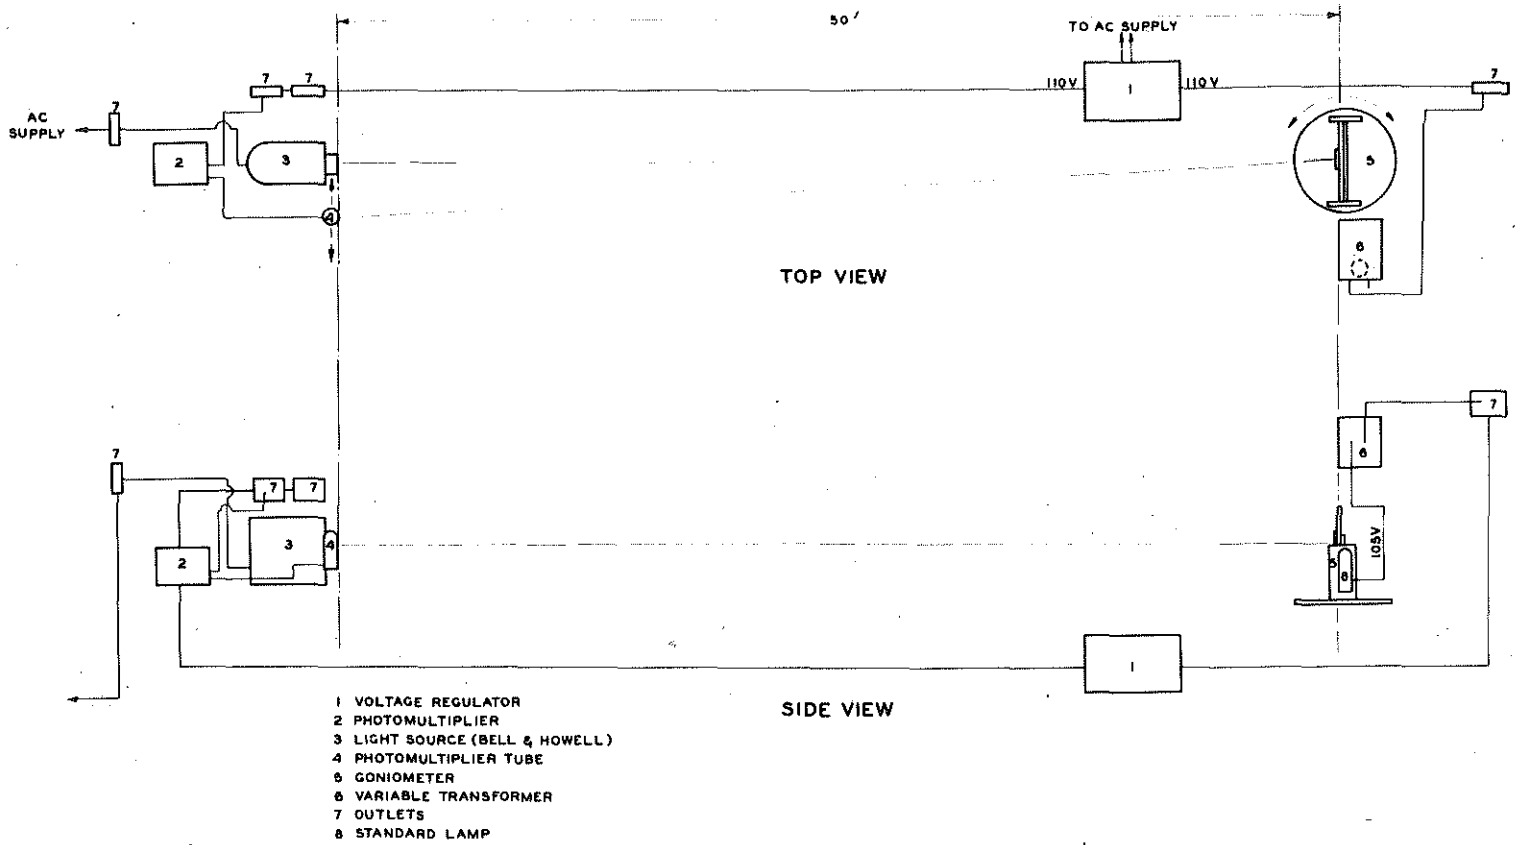 50'
TO AC SUPPLY
7 7 110V 1 110V 7
7
AC
SUPPLY
2 3 5
4
6
TOP VIEW
7
6
7
7 7
3 4 105V
2 5 8
1
SIDE VIEW
1 VOLTAGE REGULATOR
2 PHOTOMULTIPLIER
3 LIGHT SOURCE (BELL & HOWELL)
4 PHOTOMULTIPLIER TUBE
5 GONIOMETER
6 VARIABLE TRANSFORMER
7 OUTLETS
8 STANDARD LAMP